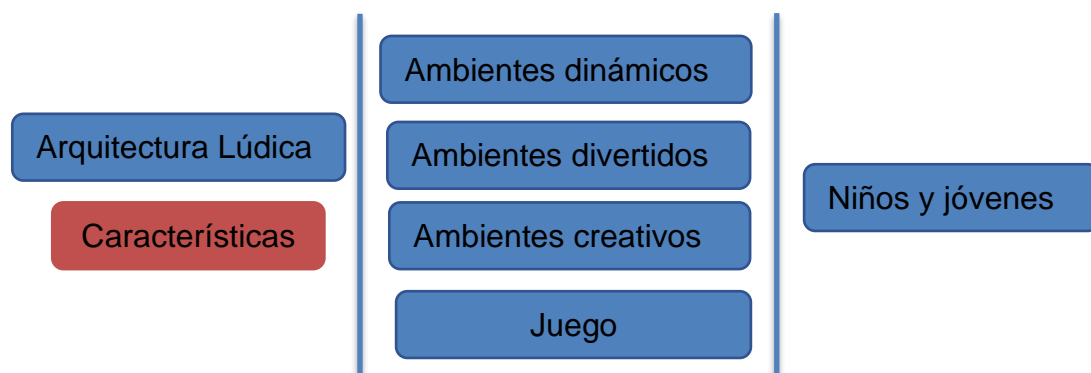 Arquitectura Lúdica
Características
Ambientes dinámicos
Ambientes divertidos
Ambientes creativos
Juego
Niños y jóvenes